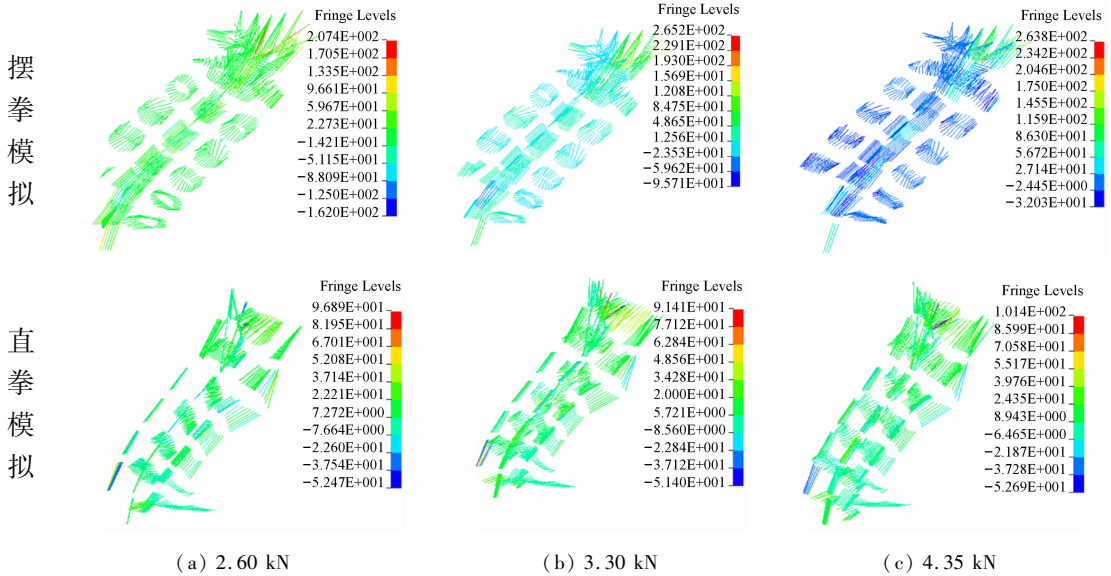 摆拳模拟
Fringe Levels
2.074E+002
1.705E+002
1.335E+002
9.661E+001
5.967E+001
2.273E+001
−1.421E+001
−5.115E+001
−8.809E+001
−1.250E+002
−1.620E+002
Fringe Levels
2.652E+002
2.291E+002
1.930E+002
1.569E+002
1.208E+002
8.475E+001
4.865E+001
1.256E+001
−2.353E+001
−5.962E+001
−9.571E+001
Fringe Levels
2.638E+002
2.342E+002
2.046E+002
1.750E+002
1.455E+002
1.159E+002
8.630E+001
5.672E+001
2.714E+001
−2.445E+000
−3.203E+001
直拳模拟
Fringe Levels
9.689E+001
8.195E+001
6.701E+001
5.208E+001
3.714E+001
2.221E+001
7.272E+000
−7.664E+000
−2.260E+001
−3.754E+001
−5.247E+001
Fringe Levels
9.141E+001
7.712E+001
6.284E+001
4.856E+001
3.428E+001
2.000E+001
5.721E+000
−8.560E+000
−2.284E+001
−3.712E+001
−5.140E+001
Fringe Levels
1.014E+002
8.599E+001
7.058E+001
5.517E+001
3.976E+001
2.435E+001
8.943E+000
−6.465E+000
−2.187E+001
−3.728E+001
−5.269E+001
(a) 2.60 kN
(b) 3.30 kN
(c) 4.35 kN